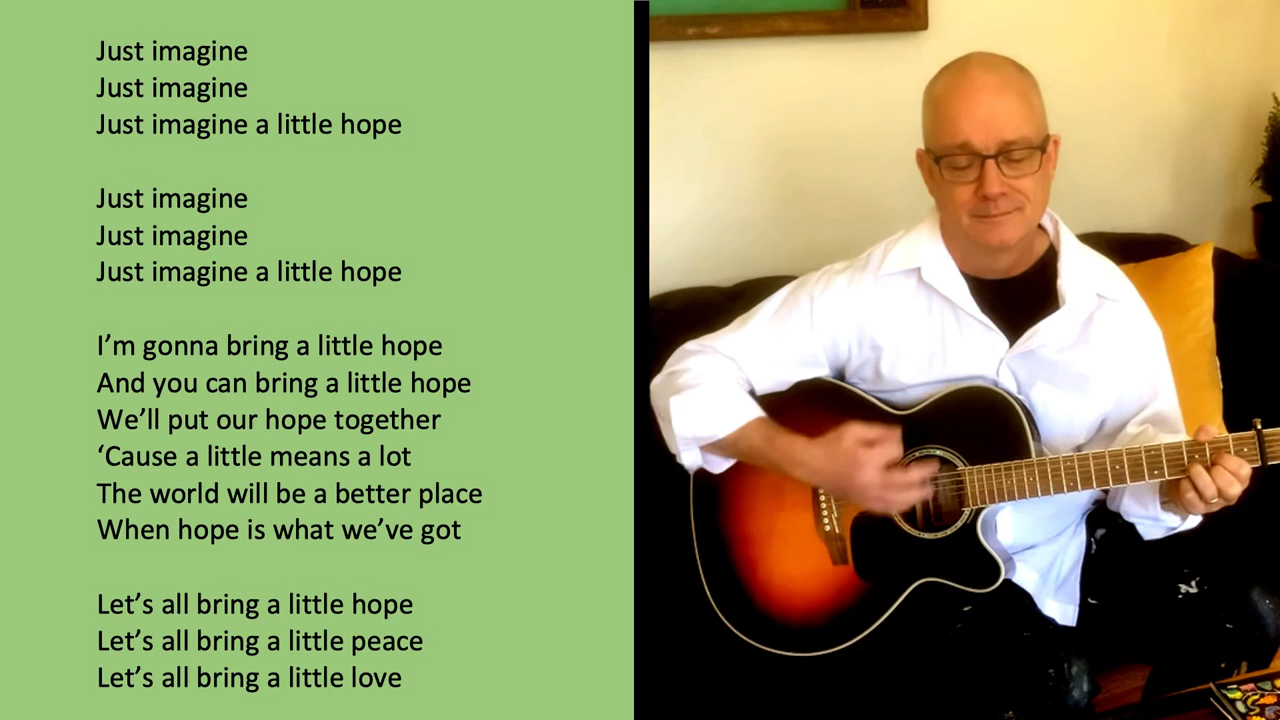 Just imagine
Just imagine
Just imagine a little hope
Just imagine
Just imagine
Just imagine a little hope
I’m gonna bring a little hope
And you can bring a little hope
We’ll put our hope together
‘Cause a little means a lot
The world will be a better place
When hope is what we’ve got
Let’s all bring a little hope
Let’s all bring a little peace
Let’s all bring a little love